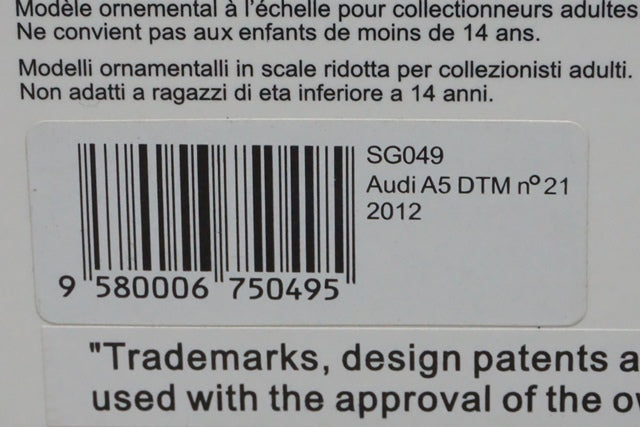 Modèle ornemental à l'échelle pour collectionneurs adultes
Ne convient pas aux enfants de moins de 14 ans.
Modelli ornamentalli in scale ridotta per collezionisti adulti.
Non adatti a ragazzi di eta inferiore a 14 anni.
SG049
Audi A5 DTM nº21
2012
9 580006 750495
"Trademarks, design patents a
used with the approval of the